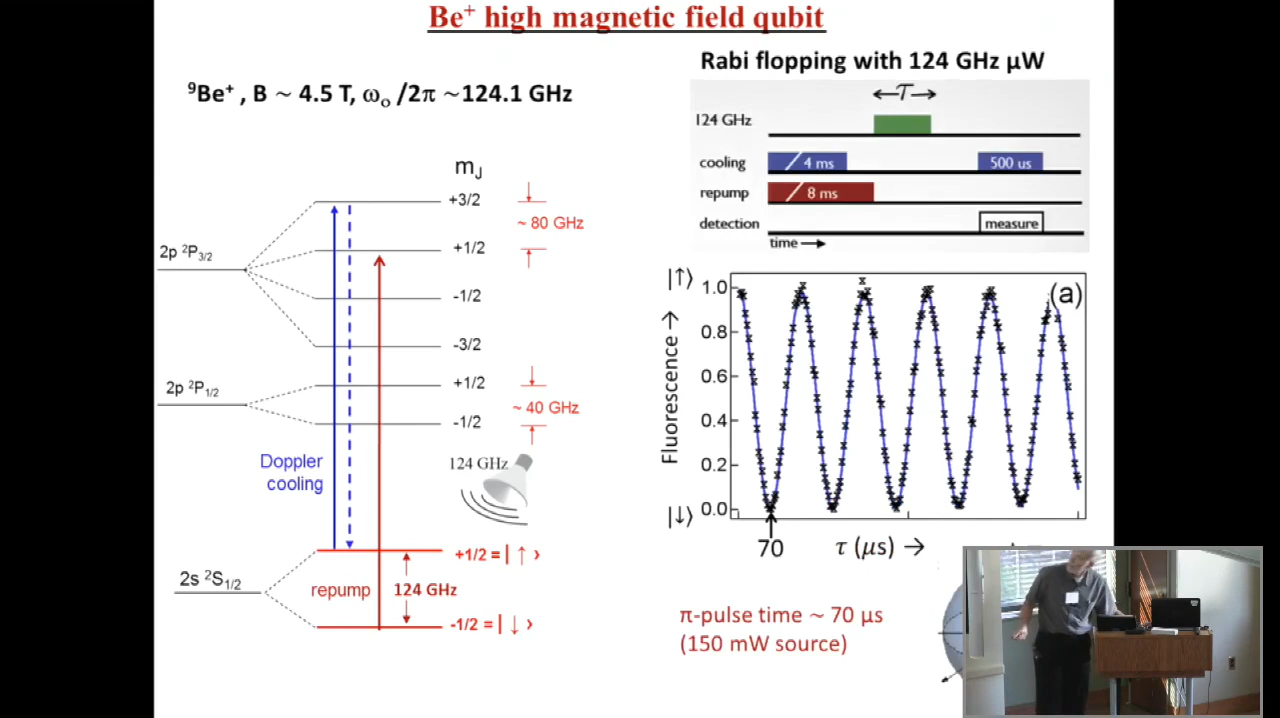 Be⁺ high magnetic field qubit
⁹Be⁺ , B ~ 4.5 T, ω₀ /2π ~124.1 GHz
m_J
+3/2
~ 80 GHz
2p ²P₃/₂
+1/2
-1/2
-3/2
2p ²P₁/₂
+1/2
~ 40 GHz
-1/2
Doppler
cooling
124 GHz
2s ²S₁/₂
+1/2 = | ↑ ›
repump
124 GHz
-1/2 = | ↓ ›
Rabi flopping with 124 GHz µW
τ
124 GHz
cooling
4 ms
500 us
repump
8 ms
detection
measure
time
|↑⟩
1.0
(a)
0.8
0.6
0.4
0.2
0.0
|↓⟩
Fluorescence →
70
τ (µs) →
π-pulse time ~ 70 µs
(150 mW source)